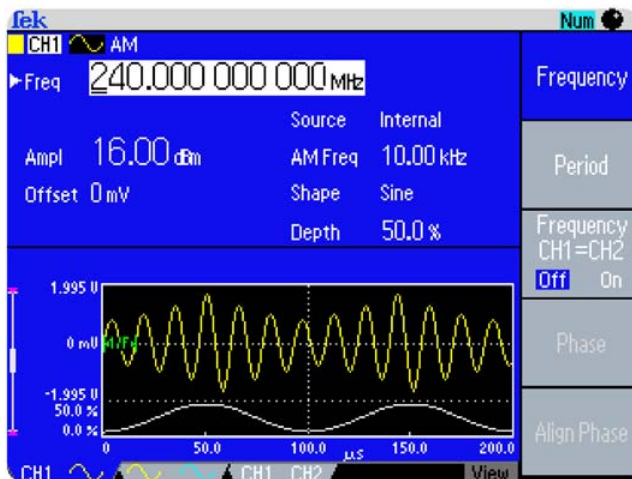 Tek Num
CH1 AM
Freq 240.000 000 000 MHz
Source Internal
Ampl 16.00 dBm AM Freq 10.00 kHz
Offset 0 mV Shape Sine
Depth 50.0 %
1.995 V
0 mV
-1.995 V
50.0 %
0.0 %
0 50.0 100.0 150.0 200.0
µs
CH1 CH1 CH2 View
Frequency
Period
Frequency
CH1=CH2
Off On
Phase
Align Phase